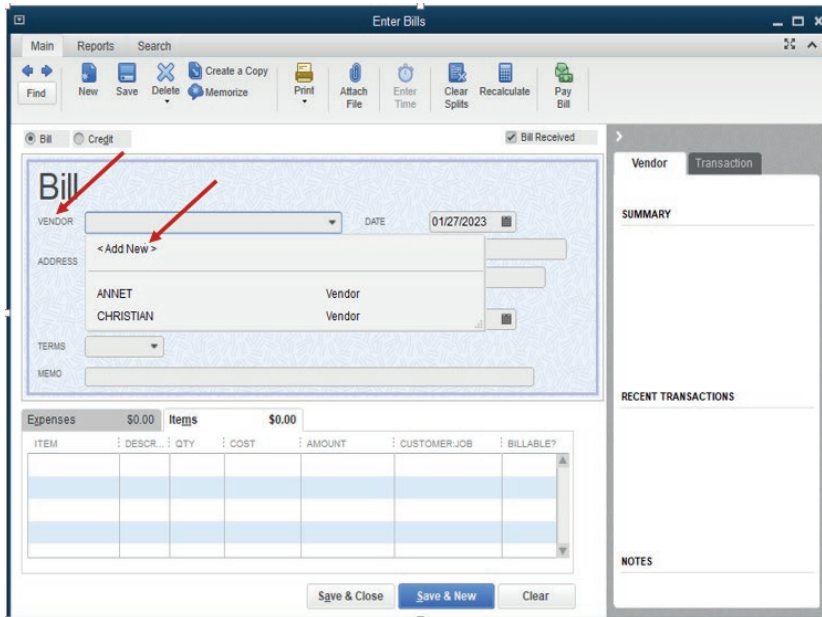 Enter Bills
Main Reports Search
Find New Save Delete Create a Copy Memorize Print Attach File Enter Time Clear Splits Recalculate Pay Bill
Bill Credit Bill Received
Bill
VENDOR DATE 01/27/2023
< Add New >
ADDRESS
ANNET Vendor
CHRISTIAN Vendor
TERMS
MEMO
Expenses $0.00 Items $0.00
ITEM DESCR... QTY COST AMOUNT CUSTOMER:JOB BILLABLE?
Save & Close Save & New Clear
Vendor Transaction
SUMMARY
RECENT TRANSACTIONS
NOTES